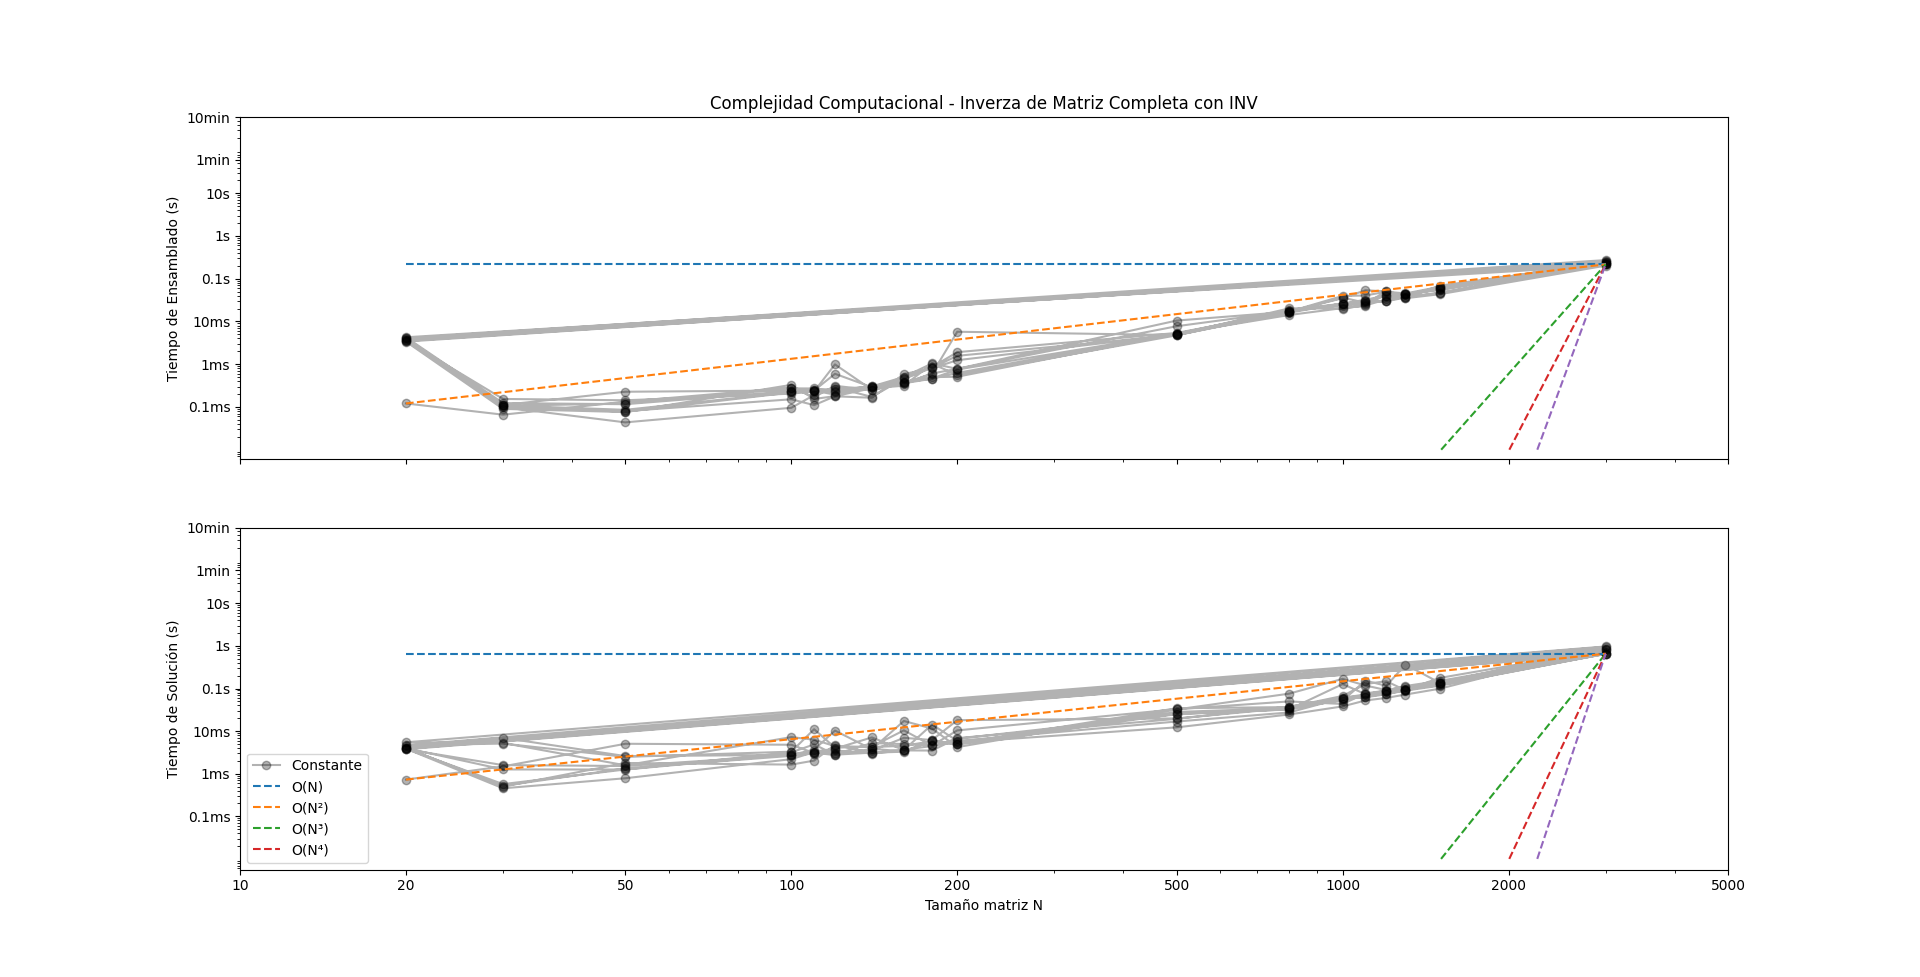 Complejidad Computacional - Inverza de Matriz Completa con INV
Tiempo de Ensamblado (s)
10min
1min
10s
1s
0.1s
10ms
1ms
0.1ms
Tiempo de Solución (s)
10min
1min
10s
1s
0.1s
10ms
1ms
0.1ms
Constante
O(N)
O(N²)
O(N³)
O(N⁴)
10 20 50 100 200 500 1000 2000 5000
Tamaño matriz N